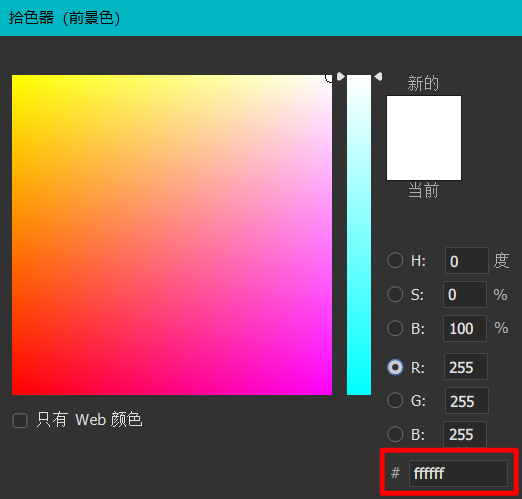 拾色器 (前景色)
新的
当前
H: 0 度
S: 0 %
B: 100 %
R: 255
G: 255
B: 255
只有 Web 颜色
# ffffff